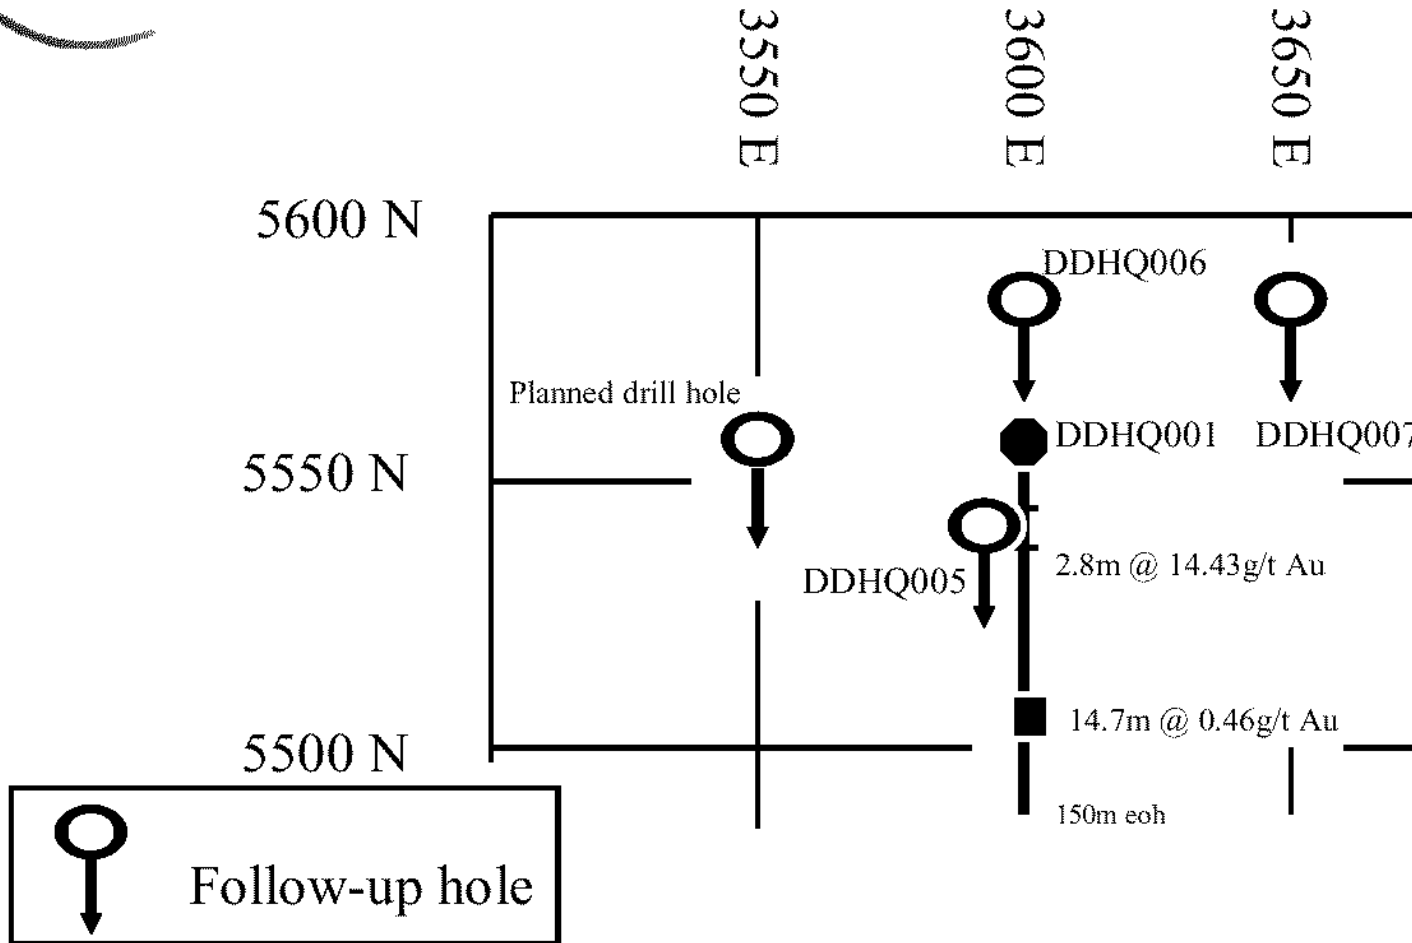 3550 E
3600 E
3650 E
5600 N
DDHQ006
Planned drill hole
DDHQ001
DDHQ007
5550 N
2.8m @ 14.43g/t Au
DDHQ005
14.7m @ 0.46g/t Au
5500 N
150m eoh
Follow-up hole